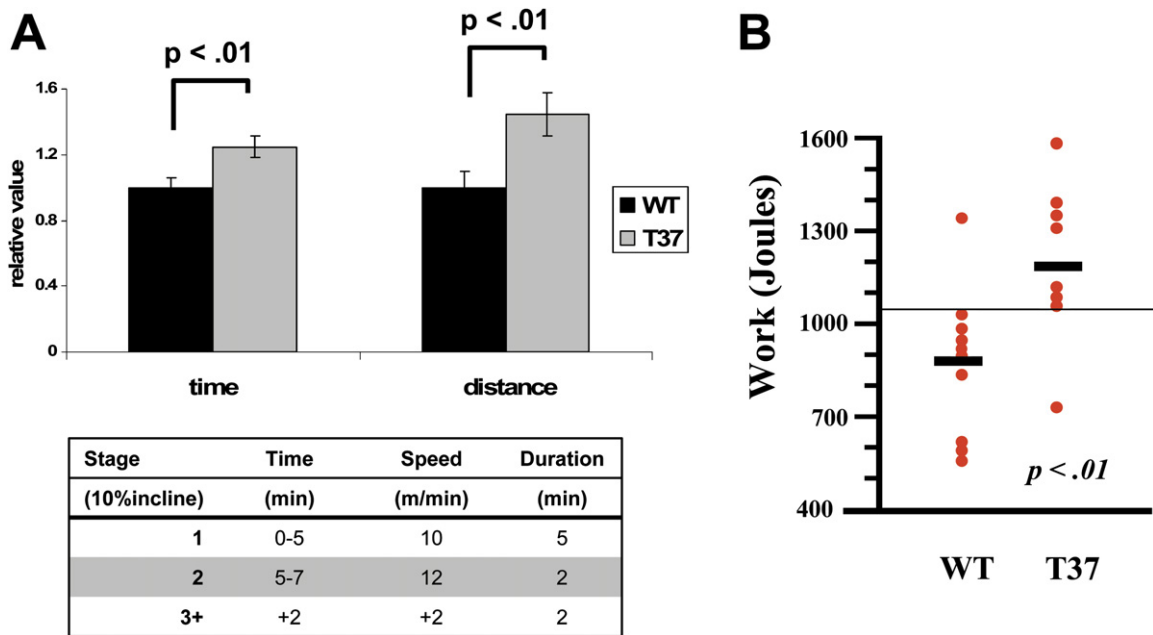 A
p < .01
p < .01
1.6
1.2
0.8
0.4
0
relative value
time
distance
WT
T37
Stage Time Speed Duration
(10%incline) (min) (m/min) (min)
1 0-5 10 5
2 5-7 12 2
3+ +2 +2 2
B
1600
1300
1000
700
400
Work (Joules)
p < .01
WT T37